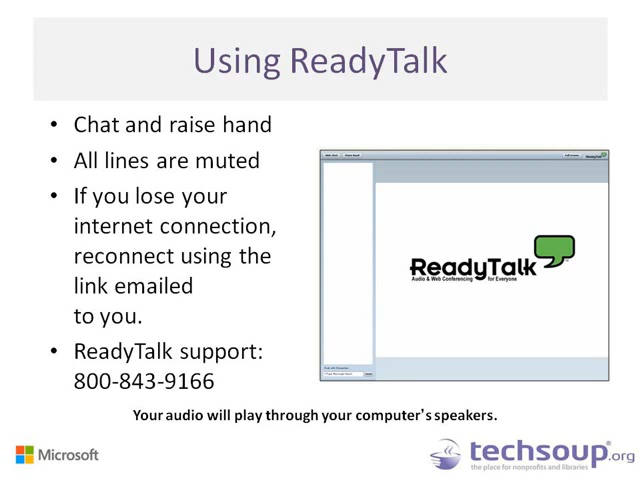 Using ReadyTalk
• Chat and raise hand
• All lines are muted
• If you lose your
internet connection,
reconnect using the
link emailed
to you.
• ReadyTalk support:
800-843-9166
ReadyTalk
Audio & Web Conferencing for Everyone
Your audio will play through your computer's speakers.
Microsoft
techsoup.org
the place for nonprofits and libraries